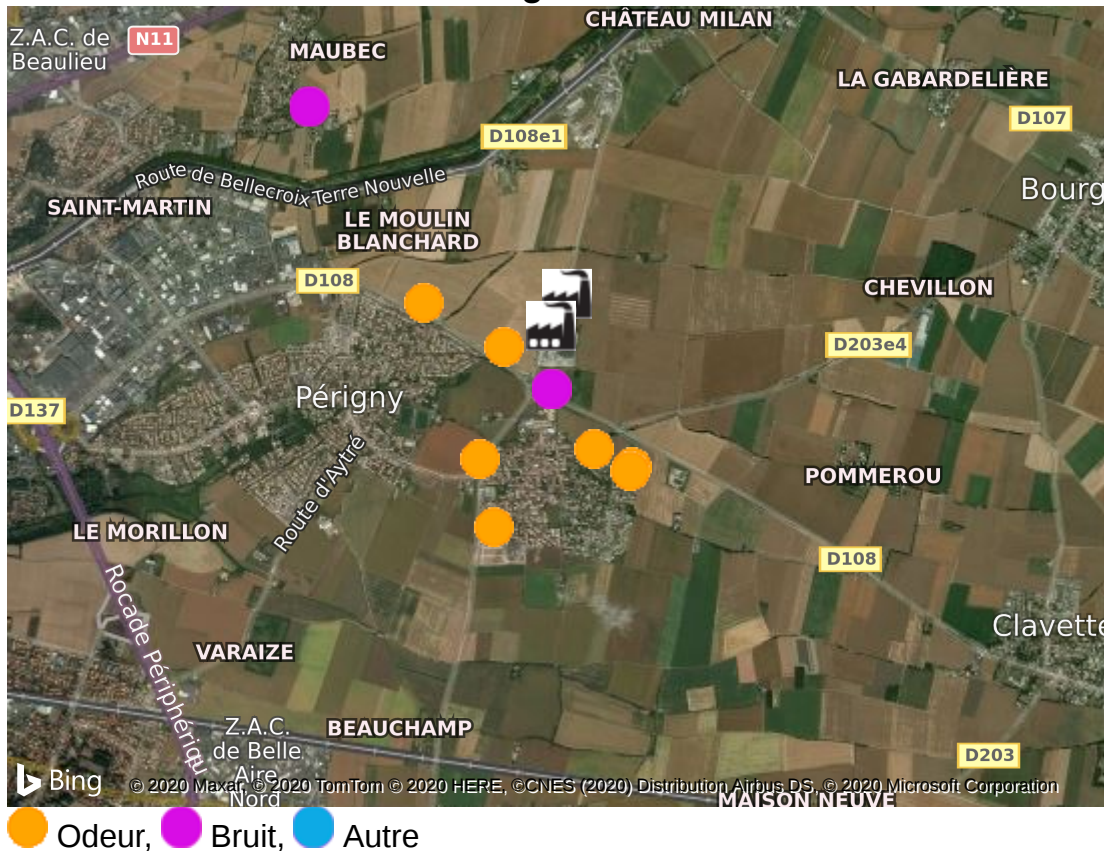 CHÂTEAU MILAN
Z.A.C. de
Beaulieu
N11
MAUBEC
LA GABARDELIÈRE
D107
D108e1
Route de Bellecroix Terre Nouvelle
Bourg
SAINT-MARTIN
LE MOULIN
BLANCHARD
D108
CHEVILLON
D203e4
Périgny
D137
Route d'Aytré
POMMEROU
LE MORILLON
D108
Rocade Périphériqu
Clavette
VARAIZE
Z.A.C.
de Belle
Aire
Nord
BEAUCHAMP
D203
Bing
© 2020 Maxar, © 2020 TomTom © 2020 HERE, ©CNES (2020) Distribution Airbus DS, © 2020 Microsoft Corporation
MAISON NEUVE
Odeur, Bruit, Autre